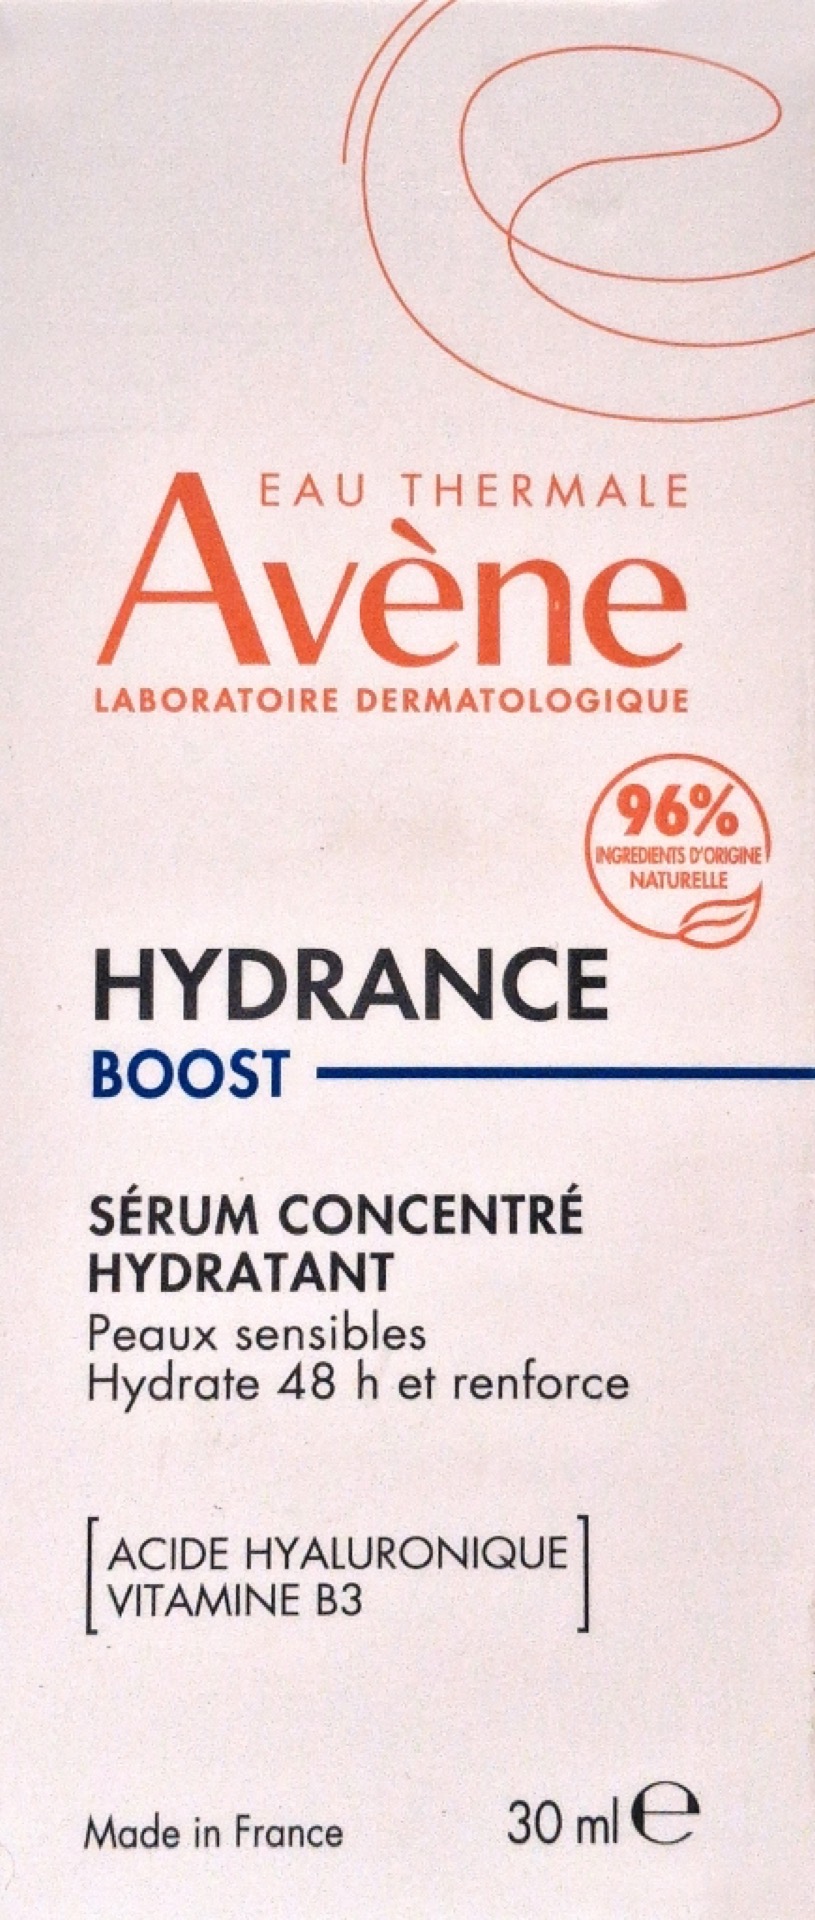 EAU THERMALE
Avène
LABORATOIRE DERMATOLOGIQUE
96%
INGREDIENTS D'ORIGINE
NATURELLE
HYDRANCE
BOOST
SÉRUM CONCENTRÉ
HYDRATANT
Peaux sensibles
Hydrate 48 h et renforce
ACIDE HYALURONIQUE
VITAMINE B3
Made in France
30 ml e